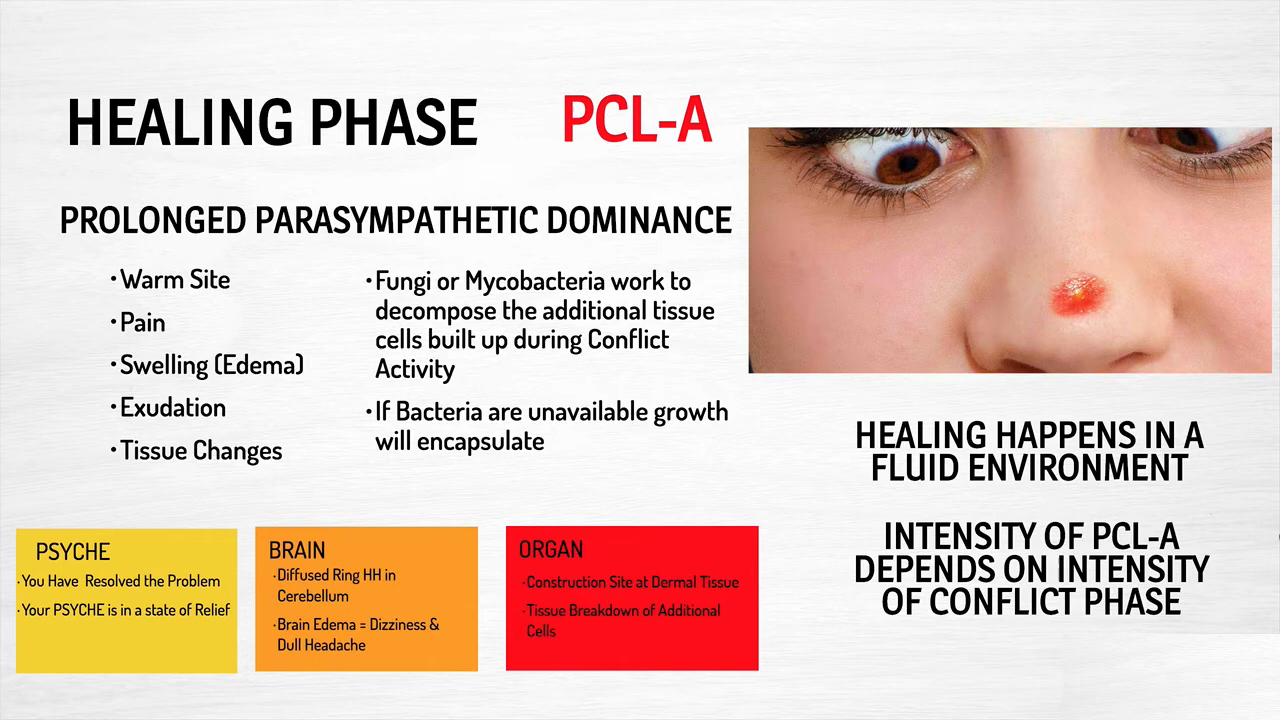 HEALING PHASE PCL-A
PROLONGED PARASYMPATHETIC DOMINANCE
•Warm Site
•Pain
•Swelling (Edema)
•Exudation
•Tissue Changes
•Fungi or Mycobacteria work to
decompose the additional tissue
cells built up during Conflict
Activity
•If Bacteria are unavailable growth
will encapsulate
HEALING HAPPENS IN A
FLUID ENVIRONMENT
INTENSITY OF PCL-A
DEPENDS ON INTENSITY
OF CONFLICT PHASE
PSYCHE
•You Have Resolved the Problem
•Your PSYCHE is in a state of Relief
BRAIN
•Diffused Ring HH in
Cerebellum
•Brain Edema = Dizziness &
Dull Headache
ORGAN
•Construction Site at Dermal Tissue
•Tissue Breakdown of Additional
Cells